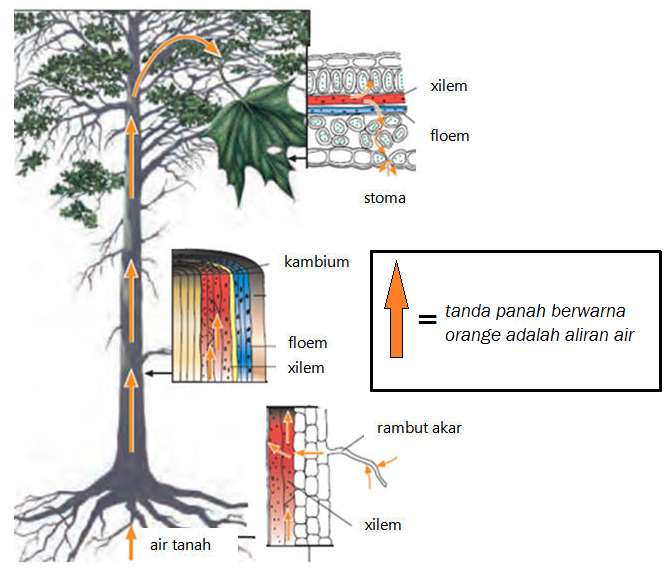 xilem
floem
stoma
kambium
floem
xilem
= tanda panah berwarna
orange adalah aliran air
rambut akar
xilem
air tanah